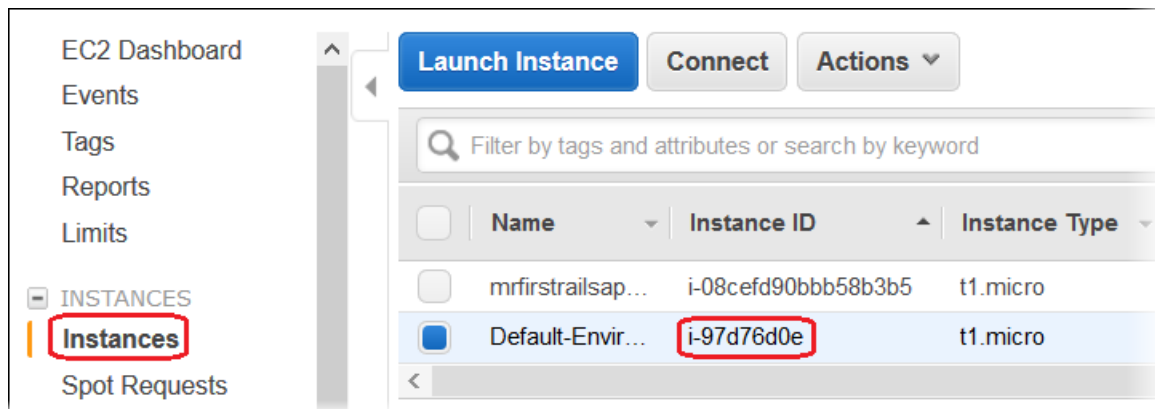 EC2 Dashboard
Events
Tags
Reports
Limits
INSTANCES
Instances
Spot Requests
Launch Instance Connect Actions
Filter by tags and attributes or search by keyword
Name Instance ID Instance Type
mrfirstrailsap... i-08cefd90bbb58b3b5 t1.micro
Default-Envir... i-97d76d0e t1.micro